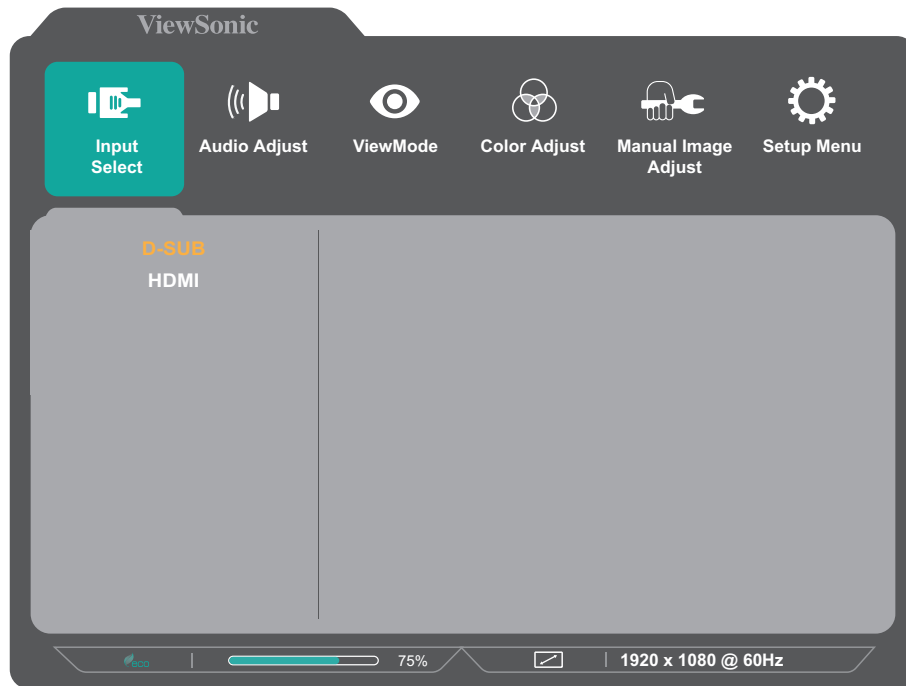 ViewSonic
Input Select
Audio Adjust
ViewMode
Color Adjust
Manual Image Adjust
Setup Menu
D-SUB
HDMI
eco
75%
1920 x 1080 @ 60Hz